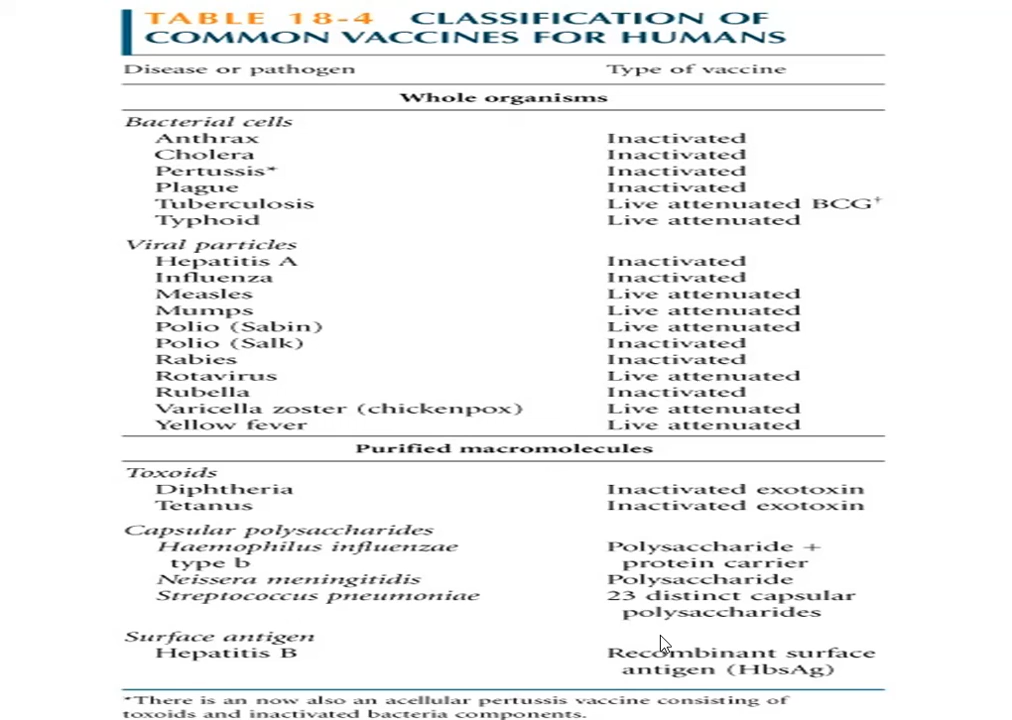 TABLE 18-4 CLASSIFICATION OF
COMMON VACCINES FOR HUMANS
Disease or pathogen Type of vaccine
Whole organisms
Bacterial cells
Anthrax Inactivated
Cholera Inactivated
Pertussis* Inactivated
Plague Inactivated
Tuberculosis Live attenuated BCG†
Typhoid Live attenuated
Viral particles
Hepatitis A Inactivated
Influenza Inactivated
Measles Live attenuated
Mumps Live attenuated
Polio (Sabin) Live attenuated
Polio (Salk) Inactivated
Rabies Inactivated
Rotavirus Live attenuated
Rubella Inactivated
Varicella zoster (chickenpox) Live attenuated
Yellow fever Live attenuated
Purified macromolecules
Toxoids
Diphtheria Inactivated exotoxin
Tetanus Inactivated exotoxin
Capsular polysaccharides
Haemophilus influenzae Polysaccharide +
type b protein carrier
Neissera meningitidis Polysaccharide
Streptococcus pneumoniae 23 distinct capsular
polysaccharides
Surface antigen
Hepatitis B Recombinant surface
antigen (HbsAg)
*There is an now also an acellular pertussis vaccine consisting of
toxoids and inactivated bacteria components.